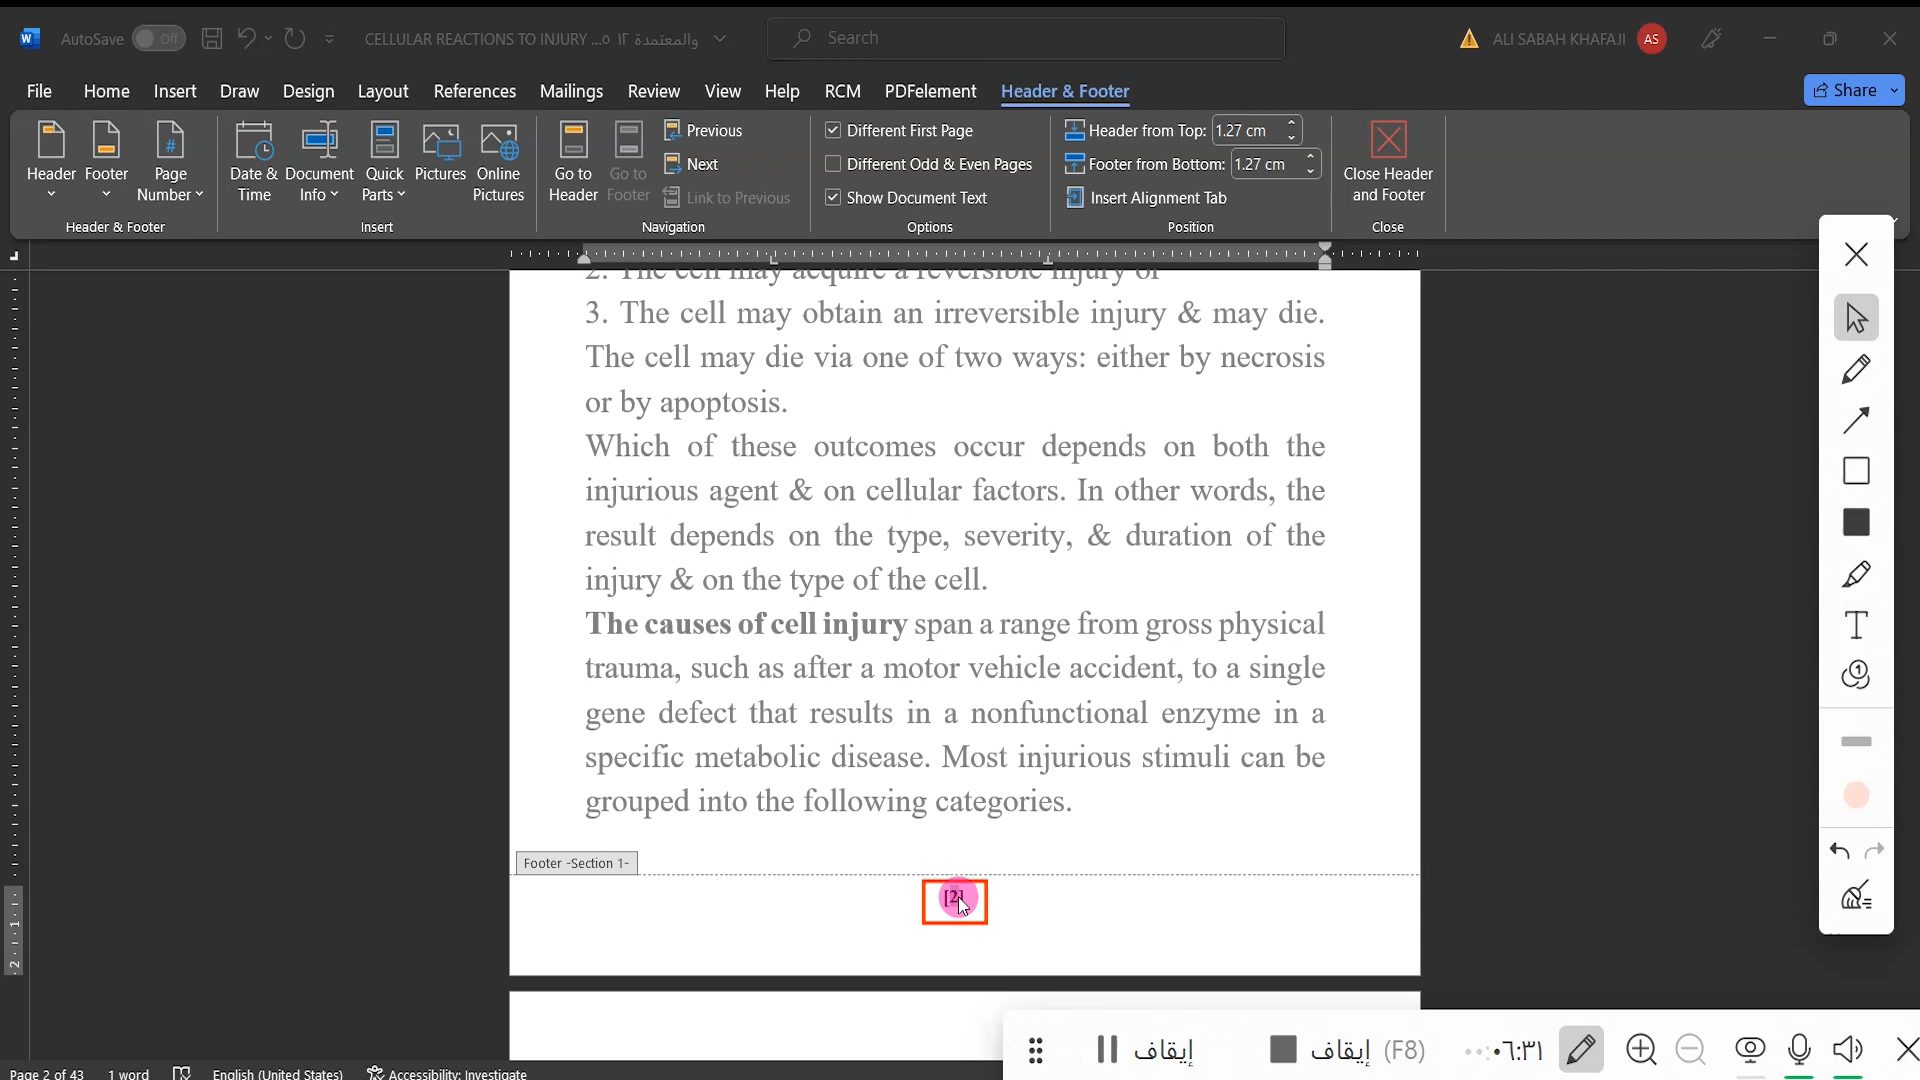 AutoSave Off CELLULAR REACTIONS TO INJURY ...٥ والمعتمدة ١٢ Search ALI SABAH KHAFAJI AS
File Home Insert Draw Design Layout References Mailings Review View Help RCM PDFelement Header & Footer Share
Header Footer Page Number
Date & Time Document Info Quick Parts Pictures Online Pictures
Go to Header Go to Footer Previous Next Link to Previous
Different First Page
Different Odd & Even Pages
Show Document Text
Header from Top: 1.27 cm
Footer from Bottom: 1.27 cm
Insert Alignment Tab
Close Header and Footer
Header & Footer Insert Navigation Options Position Close
2. The cell may acquire a reversible injury or
3. The cell may obtain an irreversible injury & may die.
The cell may die via one of two ways: either by necrosis
or by apoptosis.
Which of these outcomes occur depends on both the
injurious agent & on cellular factors. In other words, the
result depends on the type, severity, & duration of the
injury & on the type of the cell.
The causes of cell injury span a range from gross physical
trauma, such as after a motor vehicle accident, to a single
gene defect that results in a nonfunctional enzyme in a
specific metabolic disease. Most injurious stimuli can be
grouped into the following categories.
Footer -Section 1-
[2]
إيقاف إيقاف (F8) ٠٦:٣١
Page 2 of 43 1 word English (United States) Accessibility: Investigate